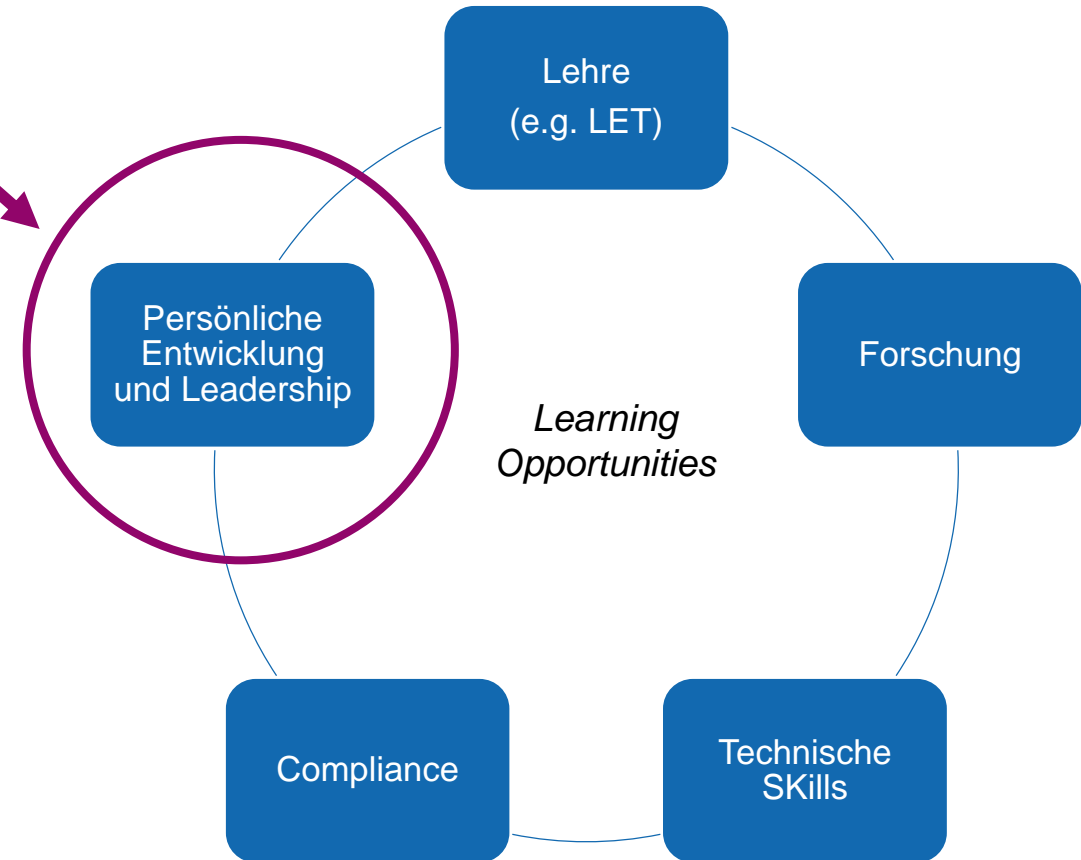 Lehre
(e.g. LET)
Persönliche
Entwicklung
und Leadership
Forschung
Learning
Opportunities
Compliance
Technische
SKills